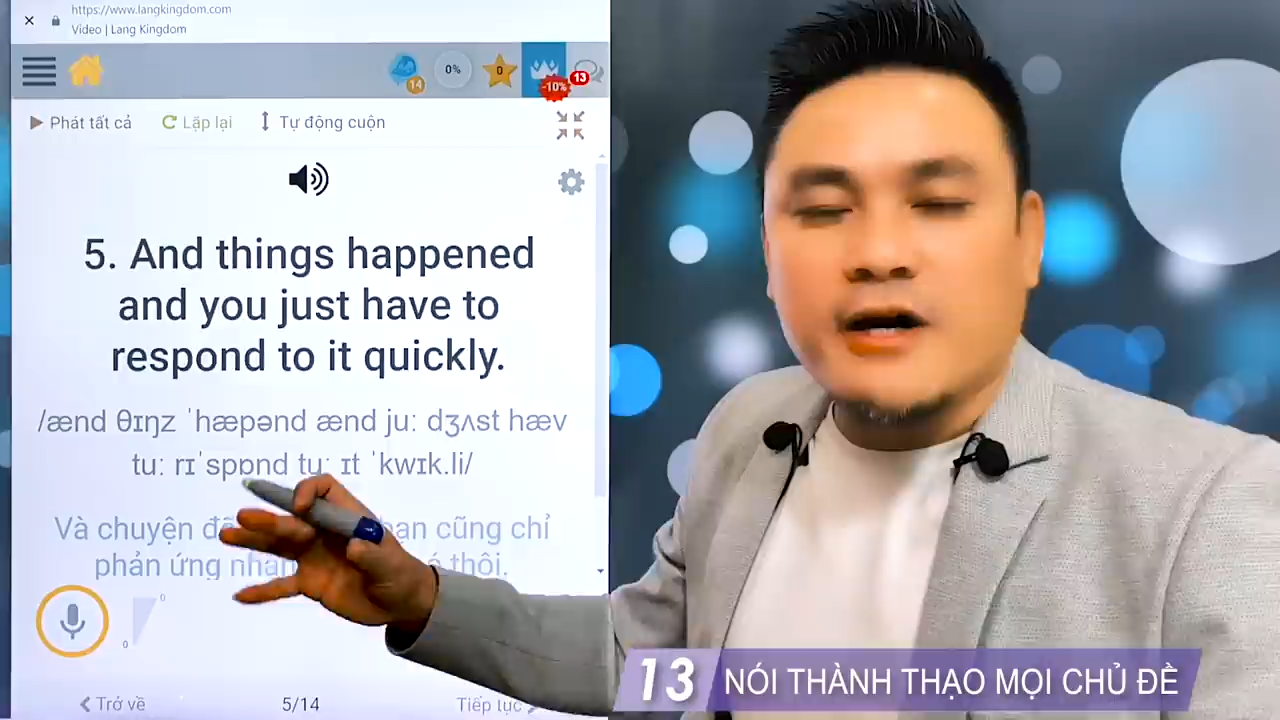 https://www.langkingdom.com
Video | Lang Kingdom
14
0%
0
-10%
13
Phát tất cả
Lặp lại
Tự động cuộn
5. And things happened
and you just have to
respond to it quickly.
/ænd θɪŋz ˈhæpənd ænd juː dʒʌst hæv
tuː rɪˈspɒnd tuː ɪt ˈkwɪk.li/
Và chuyện bạn cũng chỉ
phản ứng thôi.
0
0
Trở về
5/14
Tiếp tục
13 NÓI THÀNH THẠO MỌI CHỦ ĐỀ